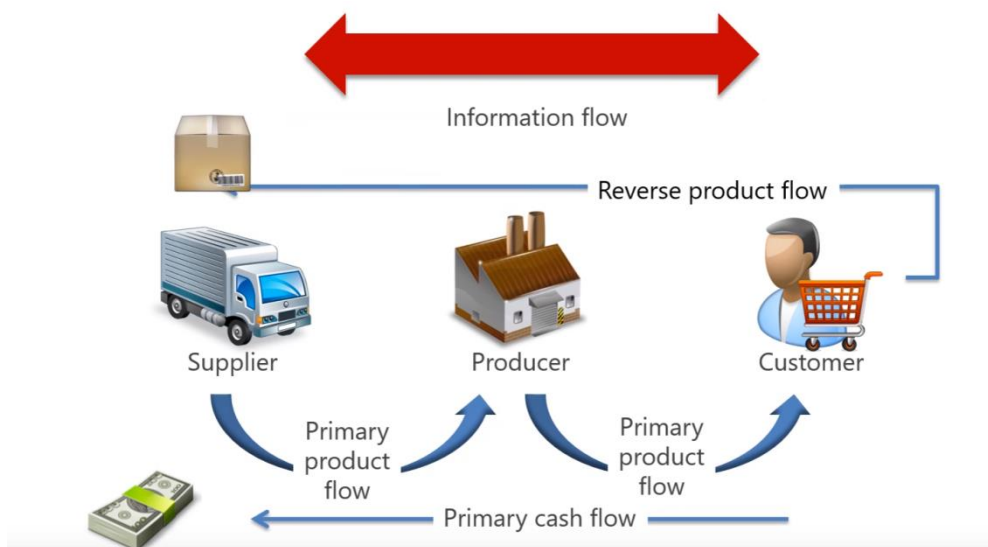 Information flow
Reverse product flow
Supplier
Producer
Customer
Primary
product
flow
Primary
product
flow
Primary cash flow